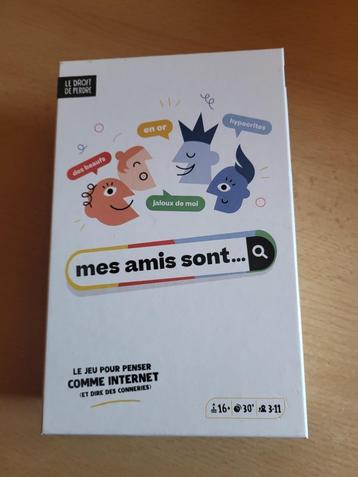 LE DROIT
DE PERDRE
en or
hypocrites
des beaufs
jaloux de moi
mes amis sont...
LE JEU POUR PENSER
COMME INTERNET
(ET DIRE DES CONNERIES)
16+ 30' 3-11